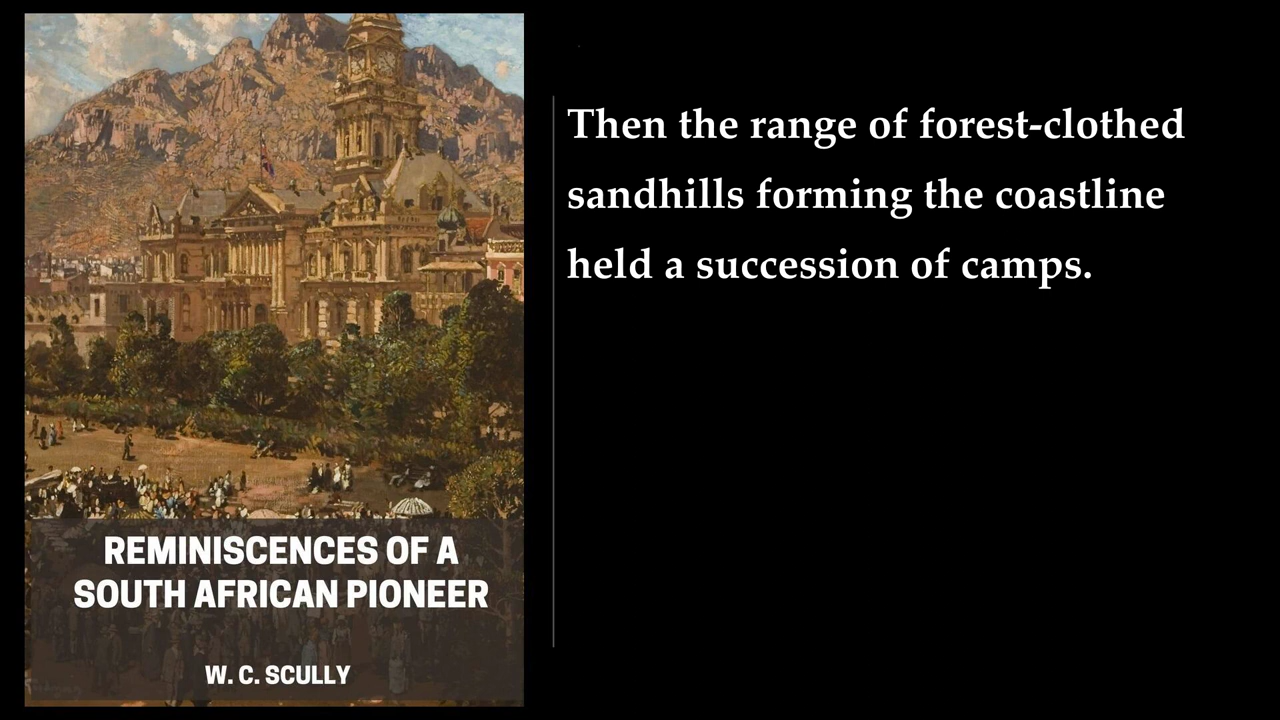 Then the range of forest-clothed
sandhills forming the coastline
held a succession of camps.
REMINISCENCES OF A
SOUTH AFRICAN PIONEER
W. C. SCULLY